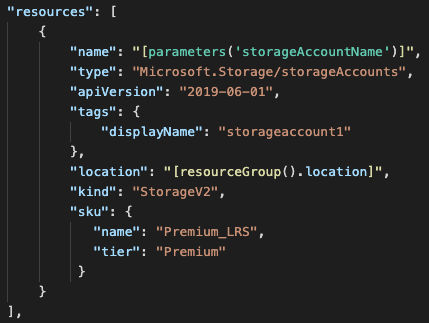 "resources": [
{
"name": "[parameters('storageAccountName')]",
"type": "Microsoft.Storage/storageAccounts",
"apiVersion": "2019-06-01",
"tags": {
"displayName": "storageaccount1"
},
"location": "[resourceGroup().location]",
"kind": "StorageV2",
"sku": {
"name": "Premium_LRS",
"tier": "Premium"
}
}
],